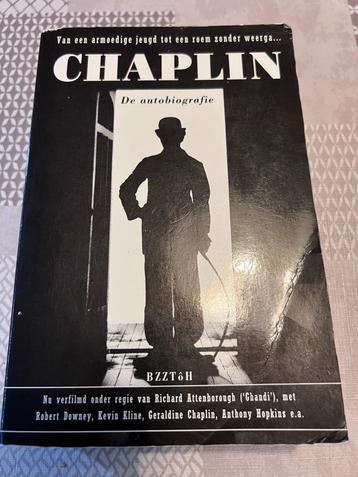 Van een armoedige jeugd tot een roem zonder weerga...
CHAPLIN
De autobiografie
BZZTôH
Nu verfilmd onder regie van Richard Attenborough ('Ghandi'), met
Robert Downey, Kevin Kline, Geraldine Chaplin, Anthony Hopkins e.a.